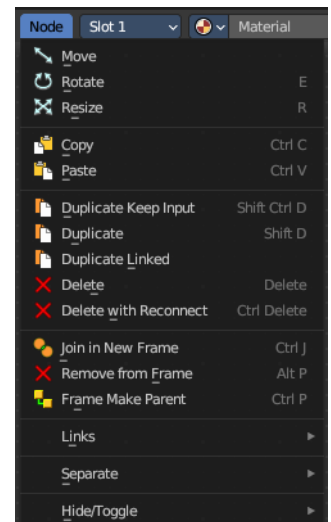 Node Slot 1 Material
Move
Rotate E
Resize R
Copy Ctrl C
Paste Ctrl V
Duplicate Keep Input Shift Ctrl D
Duplicate Shift D
Duplicate Linked
Delete Delete
Delete with Reconnect Ctrl Delete
Join in New Frame Ctrl J
Remove from Frame Alt P
Frame Make Parent Ctrl P
Links
Separate
Hide/Toggle